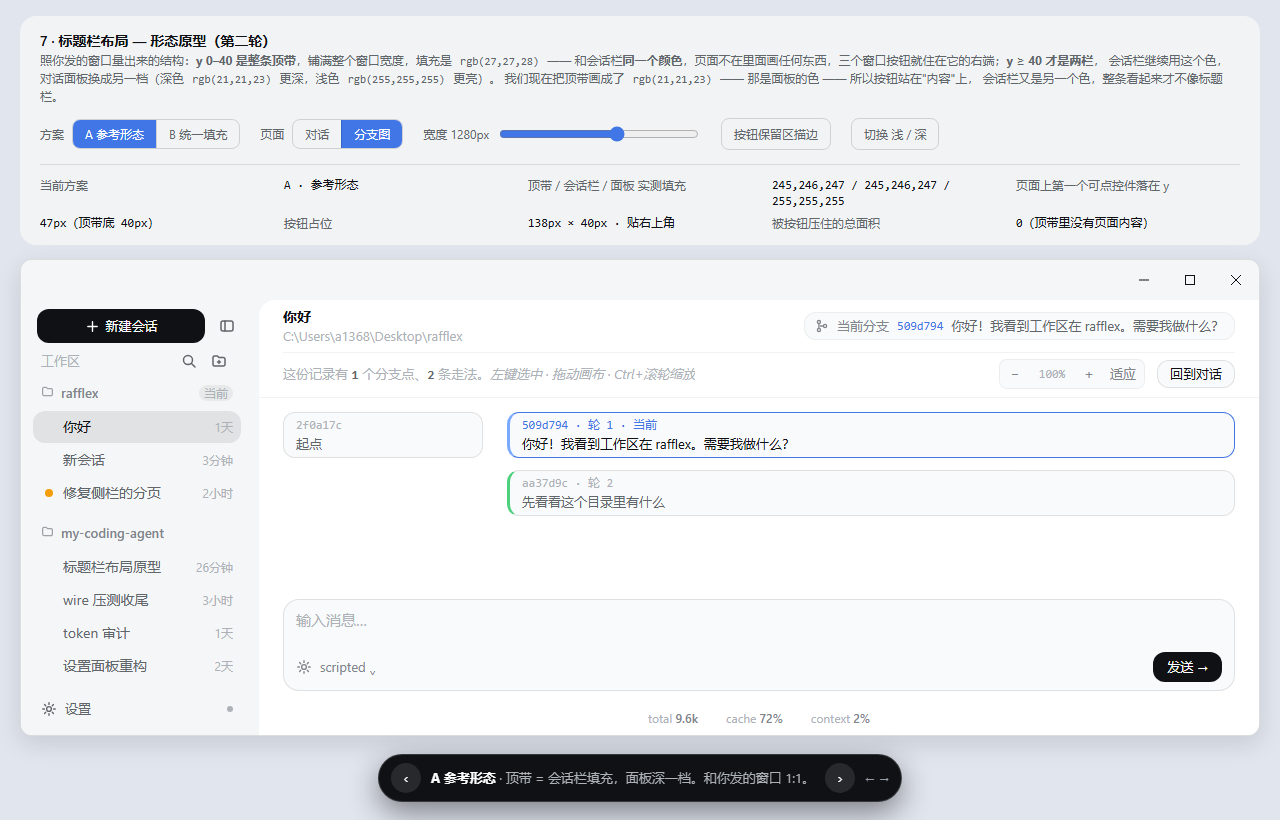 7 · 标题栏布局 — 形态原型（第二轮）
照你发的窗口量出来的结构：y 0–40 是整条顶带，铺满整个窗口宽度，填充是 rgb(27,27,28) —— 和会话栏同一个颜色，页面不在里面画任何东西，三个窗口按钮就住在它的右端；y ≥ 40 才是两栏， 会话栏继续用这个色，
对话面板换成另一档（深色 rgb(21,21,23) 更深，浅色 rgb(255,255,255) 更亮）。 我们现在把顶带画成了 rgb(21,21,23) —— 那是面板的色 —— 所以按钮站在"内容"上， 会话栏又是另一个色，整条看起来才不像标题
栏。
方案 A 参考形态 B 统一填充 页面 对话 分支图 宽度 1280px 按钮保留区描边 切换 浅 / 深
当前方案 A · 参考形态 顶带 / 会话栏 / 面板 实测填充 245,246,247 / 245,246,247 / 页面上第一个可点控件落在 y
255,255,255
47px（顶带底 40px） 按钮占位 138px × 40px · 贴右上角 被按钮压住的总面积 0（顶带里没有页面内容）
+ 新建会话
工作区
rafflex 当前
你好 1天
新会话 3分钟
修复侧栏的分页 2小时
my-coding-agent
标题栏布局原型 26分钟
wire 压测收尾 3小时
token 审计 1天
设置面板重构 2天
设置
你好
C:\Users\a1368\Desktop\rafflex
当前分支 509d794 你好！我看到工作区在 rafflex。需要我做什么？
这份记录有 1 个分支点、2 条走法。左键选中 · 拖动画布 · Ctrl+滚轮缩放
− 100% + 适应 回到对话
2f0a17c
起点
509d794 · 轮 1 · 当前
你好！我看到工作区在 rafflex。需要我做什么？
aa37d9c · 轮 2
先看看这个目录里有什么
输入消息…
scripted ⌄
发送 →
total 9.6k cache 72% context 2%
‹ A 参考形态 · 顶带 = 会话栏填充，面板深一档。和你发的窗口 1:1。 › ← →